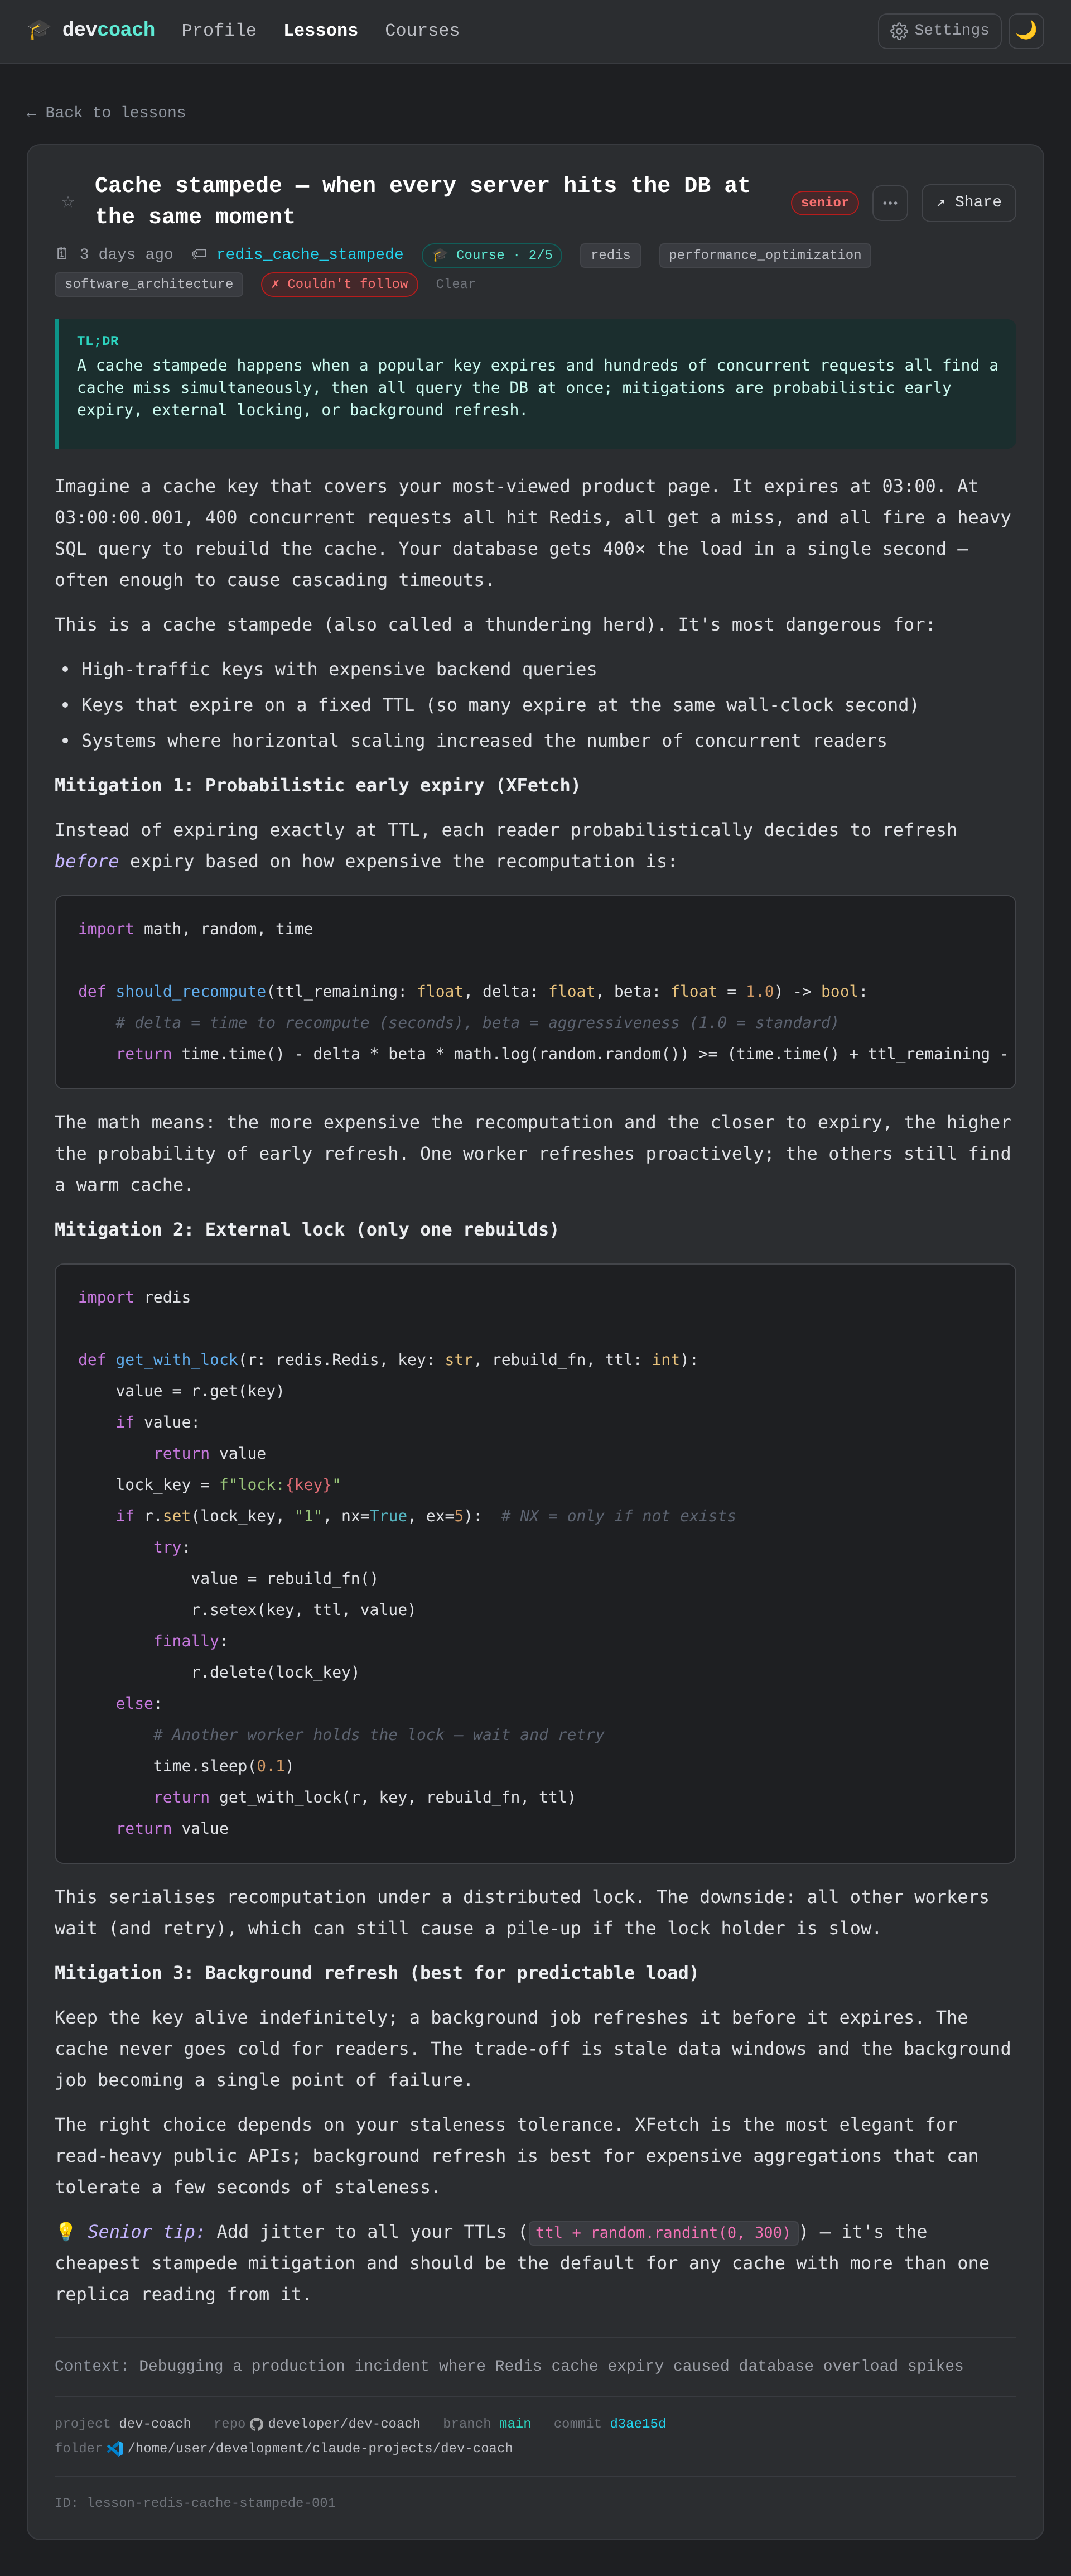 🎓 devcoach Profile Lessons Courses Settings 🌙
← Back to lessons
☆ Cache stampede — when every server hits the DB at
the same moment
senior ••• ↗ Share
🗓 3 days ago 🏷 redis_cache_stampede 🎓 Course · 2/5 redis performance_optimization
software_architecture ✗ Couldn't follow Clear
TL;DR
A cache stampede happens when a popular key expires and hundreds of concurrent requests all find a
cache miss simultaneously, then all query the DB at once; mitigations are probabilistic early
expiry, external locking, or background refresh.
Imagine a cache key that covers your most-viewed product page. It expires at 03:00. At
03:00:00.001, 400 concurrent requests all hit Redis, all get a miss, and all fire a heavy
SQL query to rebuild the cache. Your database gets 400× the load in a single second —
often enough to cause cascading timeouts.
This is a cache stampede (also called a thundering herd). It's most dangerous for:
• High-traffic keys with expensive backend queries
• Keys that expire on a fixed TTL (so many expire at the same wall-clock second)
• Systems where horizontal scaling increased the number of concurrent readers
Mitigation 1: Probabilistic early expiry (XFetch)
Instead of expiring exactly at TTL, each reader probabilistically decides to refresh
before expiry based on how expensive the recomputation is:
import math, random, time
def should_recompute(ttl_remaining: float, delta: float, beta: float = 1.0) -> bool:
# delta = time to recompute (seconds), beta = aggressiveness (1.0 = standard)
return time.time() - delta * beta * math.log(random.random()) >= (time.time() + ttl_remaining -
The math means: the more expensive the recomputation and the closer to expiry, the higher
the probability of early refresh. One worker refreshes proactively; the others still find
a warm cache.
Mitigation 2: External lock (only one rebuilds)
import redis
def get_with_lock(r: redis.Redis, key: str, rebuild_fn, ttl: int):
value = r.get(key)
if value:
return value
lock_key = f"lock:{key}"
if r.set(lock_key, "1", nx=True, ex=5):  # NX = only if not exists
try:
value = rebuild_fn()
r.setex(key, ttl, value)
finally:
r.delete(lock_key)
else:
# Another worker holds the lock — wait and retry
time.sleep(0.1)
return get_with_lock(r, key, rebuild_fn, ttl)
return value
This serialises recomputation under a distributed lock. The downside: all other workers
wait (and retry), which can still cause a pile-up if the lock holder is slow.
Mitigation 3: Background refresh (best for predictable load)
Keep the key alive indefinitely; a background job refreshes it before it expires. The
cache never goes cold for readers. The trade-off is stale data windows and the background
job becoming a single point of failure.
The right choice depends on your staleness tolerance. XFetch is the most elegant for
read-heavy public APIs; background refresh is best for expensive aggregations that can
tolerate a few seconds of staleness.
💡 Senior tip: Add jitter to all your TTLs (ttl + random.randint(0, 300)) — it's the
cheapest stampede mitigation and should be the default for any cache with more than one
replica reading from it.
Context: Debugging a production incident where Redis cache expiry caused database overload spikes
project dev-coach repo developer/dev-coach branch main commit d3ae15d
folder /home/user/development/claude-projects/dev-coach
ID: lesson-redis-cache-stampede-001